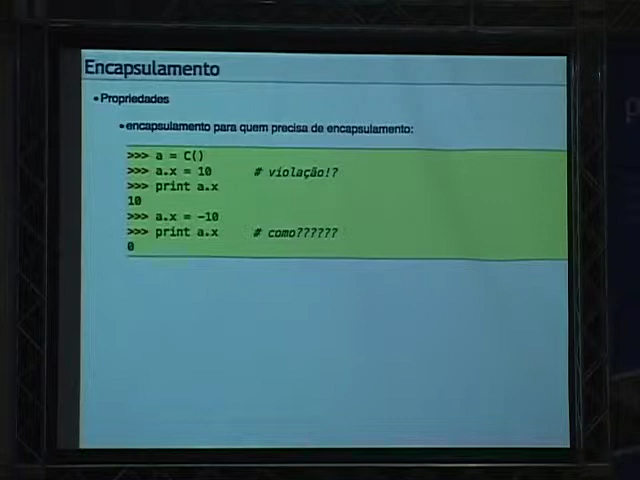 Encapsulamento
•Propriedades
•encapsulamento para quem precisa de encapsulamento:
>>> a = C()
>>> a.x = 10 # violação!?
>>> print a.x
10
>>> a.x = -10
>>> print a.x # como??????
0